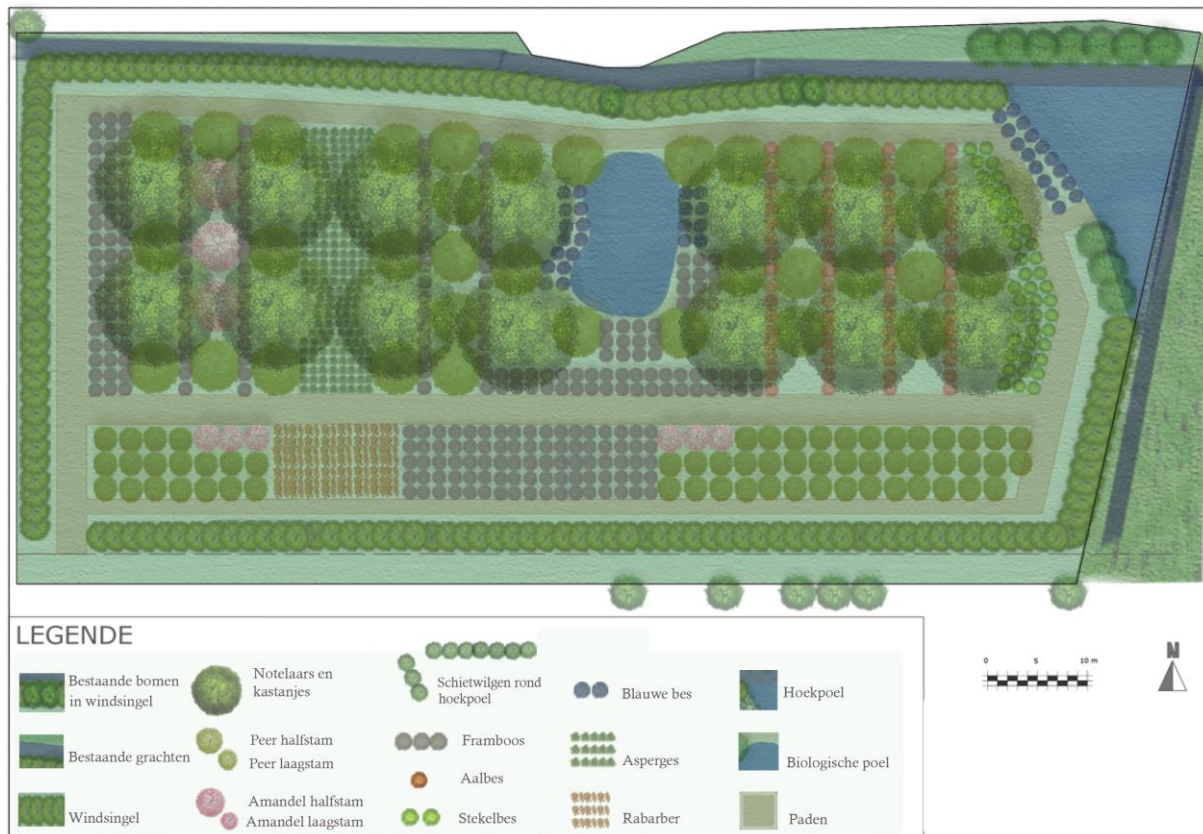 LEGENDE
Bestaande bomen
in windsingel
Bestaande grachten
Windsingel
Notelaars en
kastanjes
Peer halfstam
Peer laagstam
Amandel halfstam
Amandel laagstam
Schietwilgen rond
hoekpoel
Framboos
Aalbes
Stekelbes
Blauwe bes
Asperges
Rabarber
Hoekpoel
Biologische poel
Paden
0 5 10 m
N